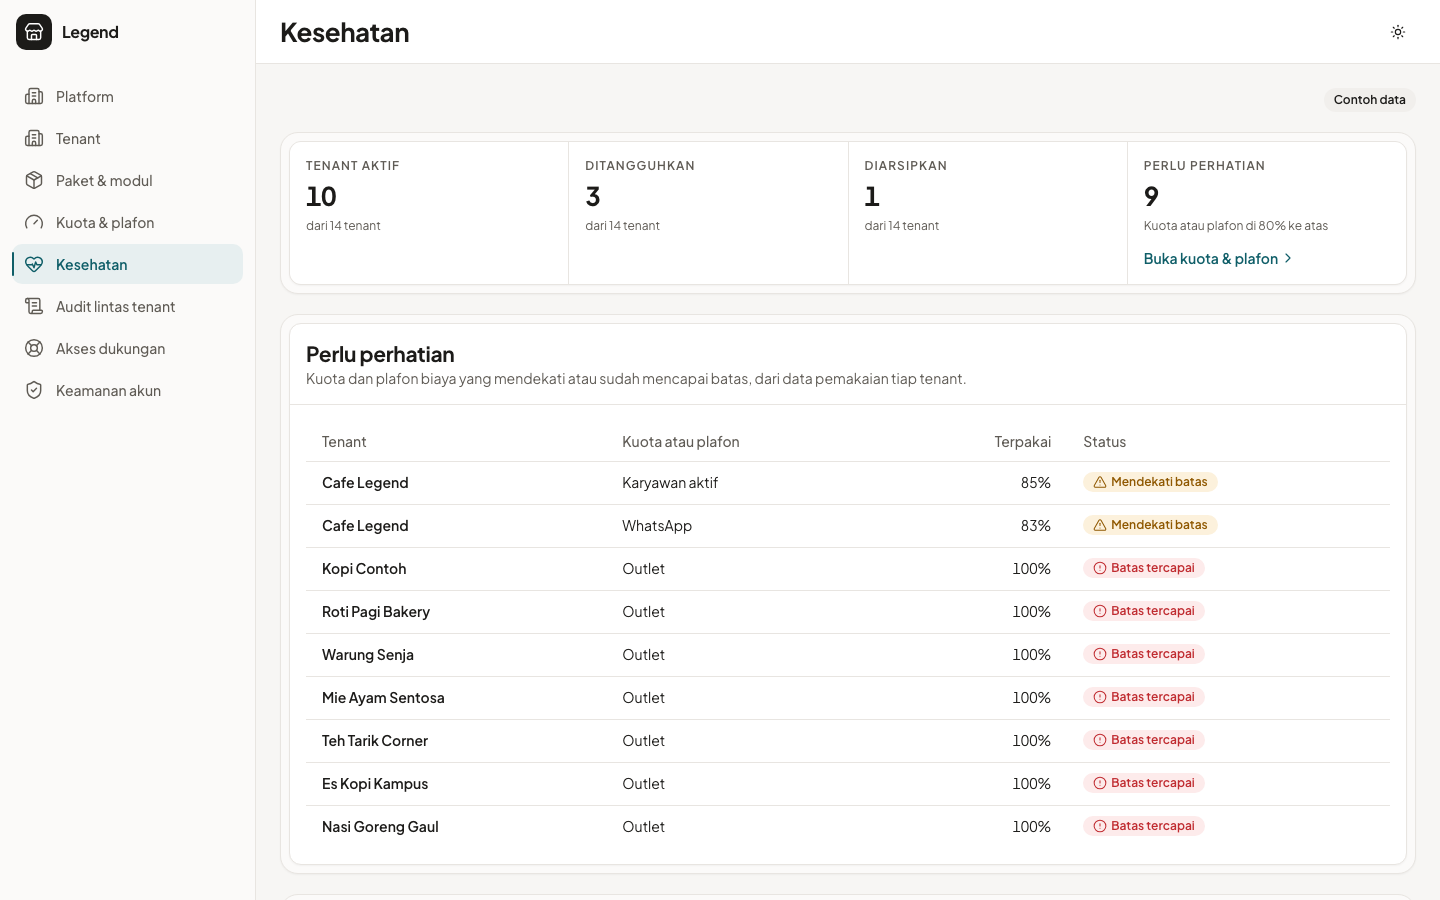 Legend
Kesehatan
Platform
Tenant
Paket & modul
Kuota & plafon
Kesehatan
Audit lintas tenant
Akses dukungan
Keamanan akun
Contoh data
TENANT AKTIF
10
dari 14 tenant
DITANGGUHKAN
3
dari 14 tenant
DIARSIPKAN
1
dari 14 tenant
PERLU PERHATIAN
9
Kuota atau plafon di 80% ke atas
Buka kuota & plafon
Perlu perhatian
Kuota dan plafon biaya yang mendekati atau sudah mencapai batas, dari data pemakaian tiap tenant.
Tenant Kuota atau plafon Terpakai Status
Cafe Legend Karyawan aktif 85% Mendekati batas
Cafe Legend WhatsApp 83% Mendekati batas
Kopi Contoh Outlet 100% Batas tercapai
Roti Pagi Bakery Outlet 100% Batas tercapai
Warung Senja Outlet 100% Batas tercapai
Mie Ayam Sentosa Outlet 100% Batas tercapai
Teh Tarik Corner Outlet 100% Batas tercapai
Es Kopi Kampus Outlet 100% Batas tercapai
Nasi Goreng Gaul Outlet 100% Batas tercapai